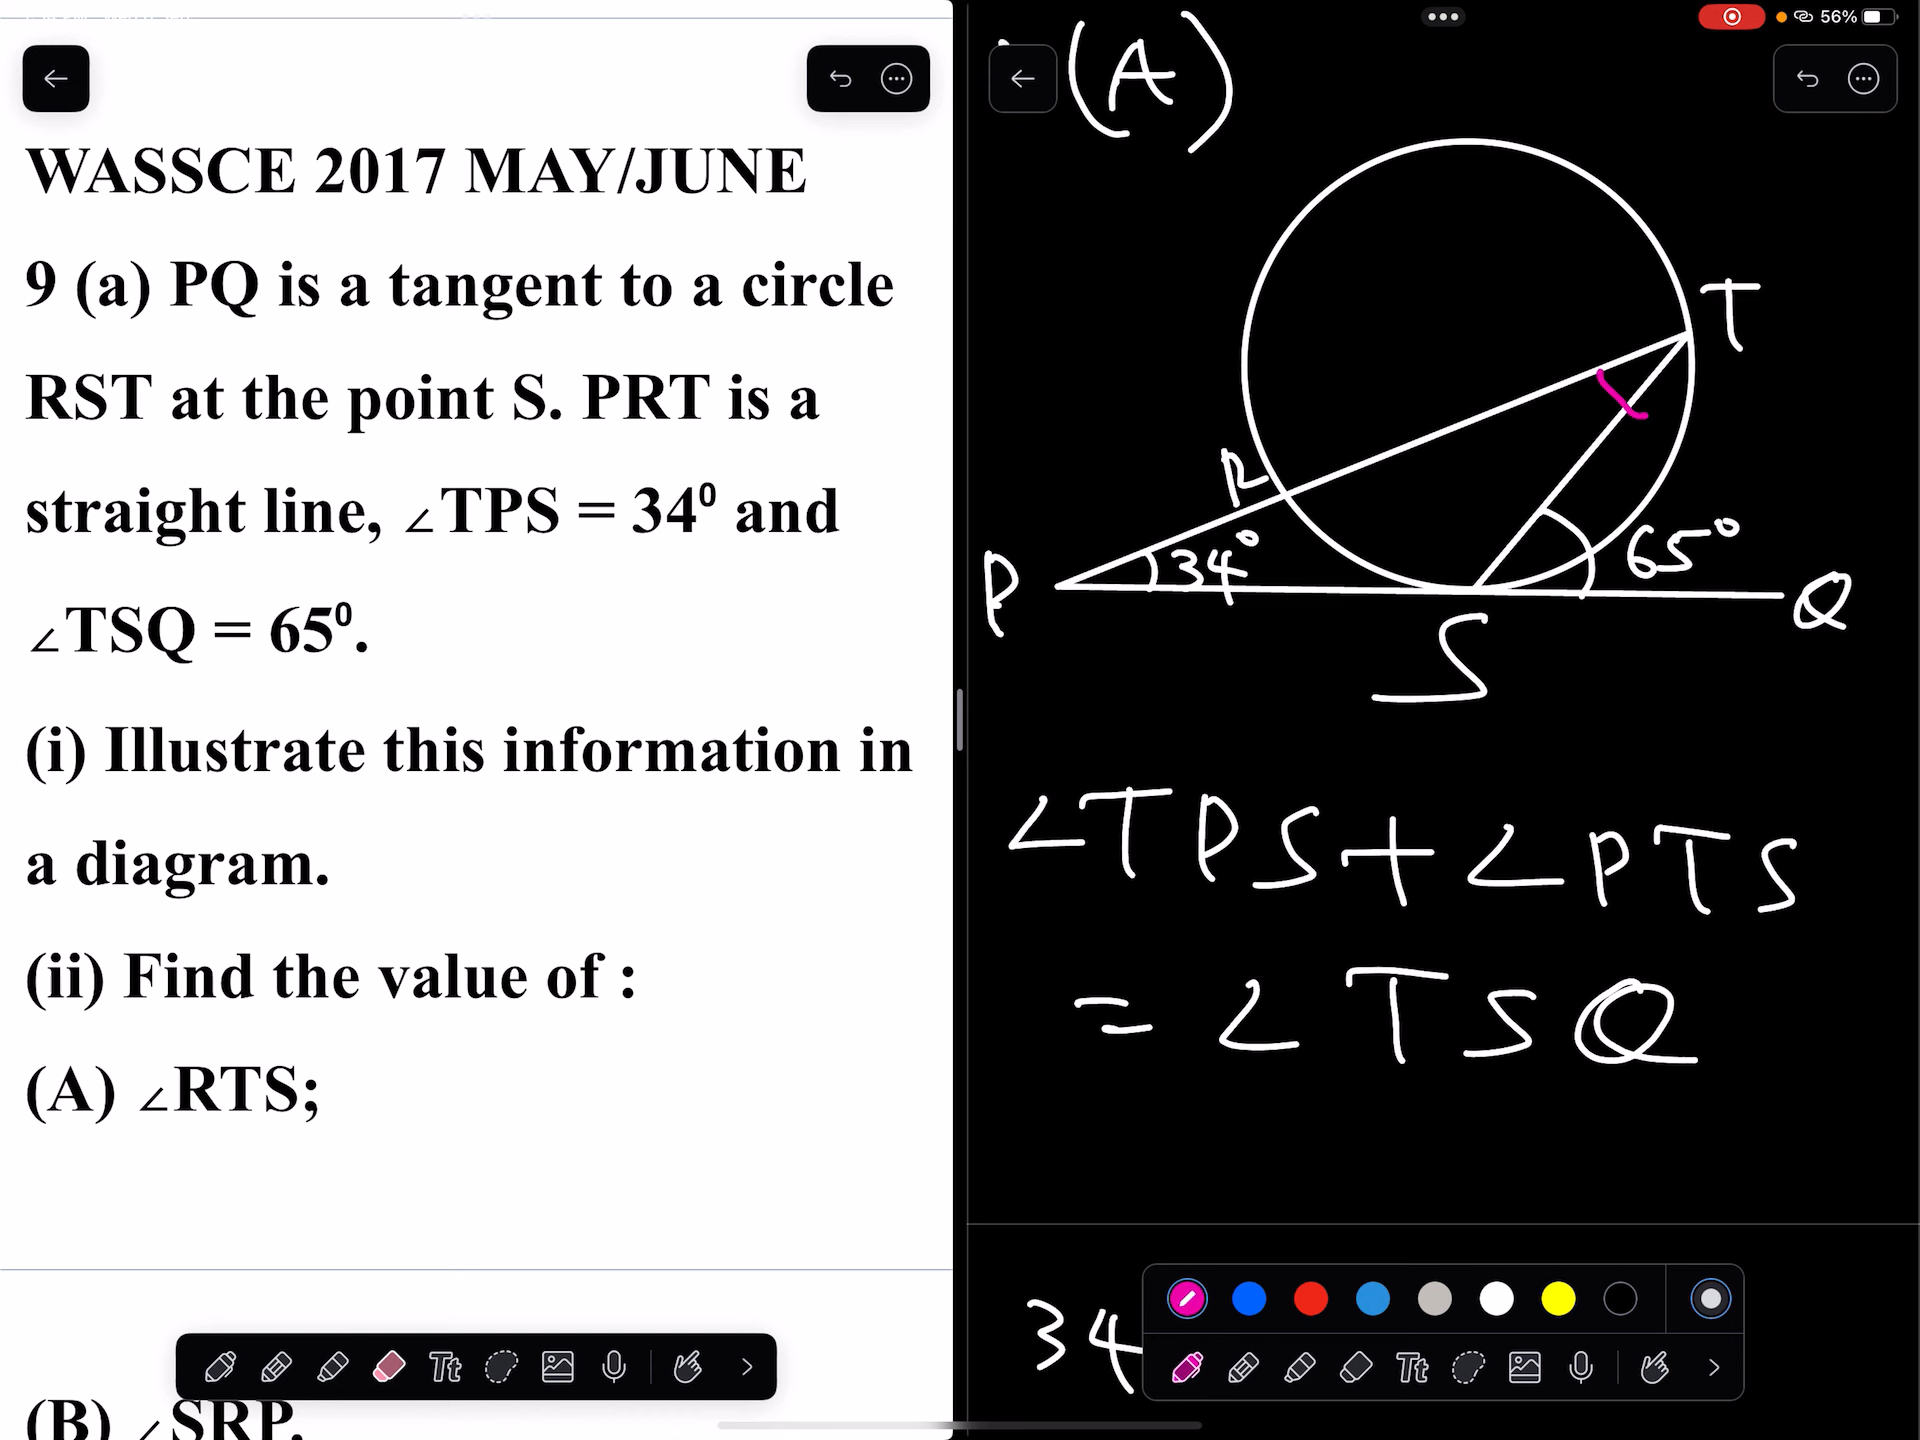 WASSCE 2017 MAY/JUNE
9 (a) PQ is a tangent to a circle
RST at the point S. PRT is a
straight line, ∠TPS = 34⁰ and
∠TSQ = 65⁰.
(i) Illustrate this information in
a diagram.
(ii) Find the value of :
(A) ∠RTS;
(B) ∠SRP.
Tt
56%
(A)
T
R
34°
65°
P
Q
S
∠TPS+∠PTS
= ∠TSQ
34
Tt